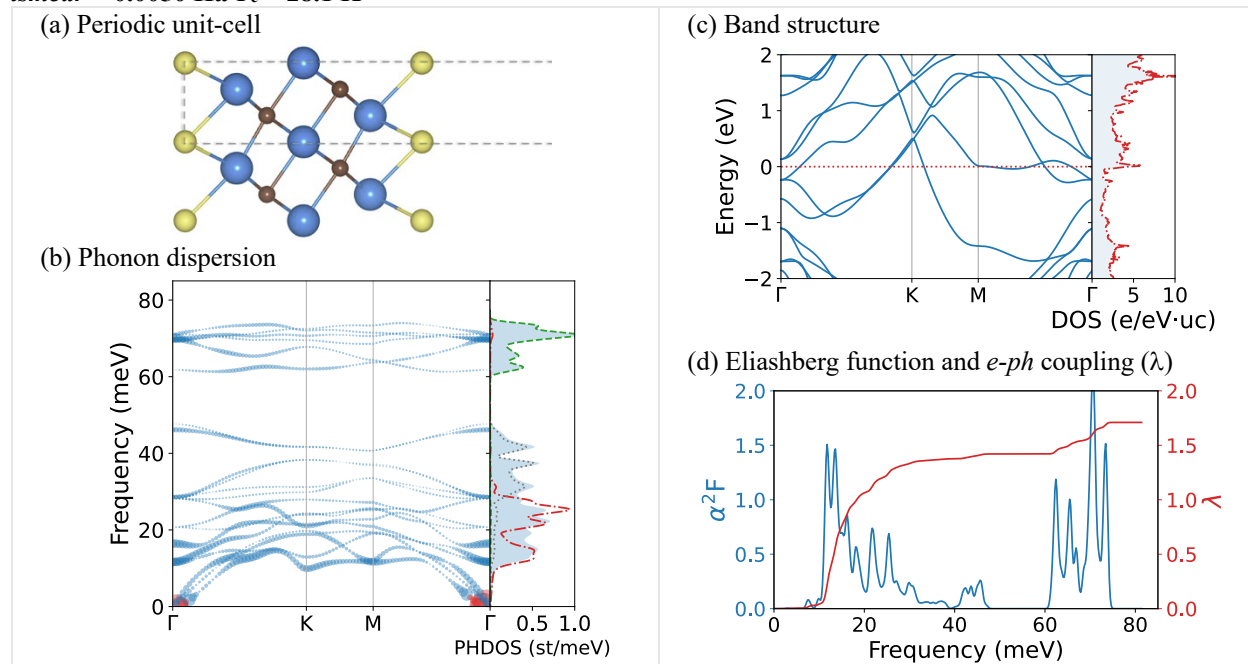 (a) Periodic unit-cell
(b) Phonon dispersion
80
60
40
20
0
Frequency (meV)
Γ
K
M
Γ
0.5
1.0
PHDOS (st/meV)
(c) Band structure
2
1
0
−1
−2
Energy (eV)
Γ
K
M
Γ
5
10
DOS (e/eV·uc)
(d) Eliashberg function and e-ph coupling (λ)
2.0
1.5
1.0
0.5
0.0
α²F
2.0
1.5
1.0
0.5
0.0
λ
0
20
40
60
80
Frequency (meV)